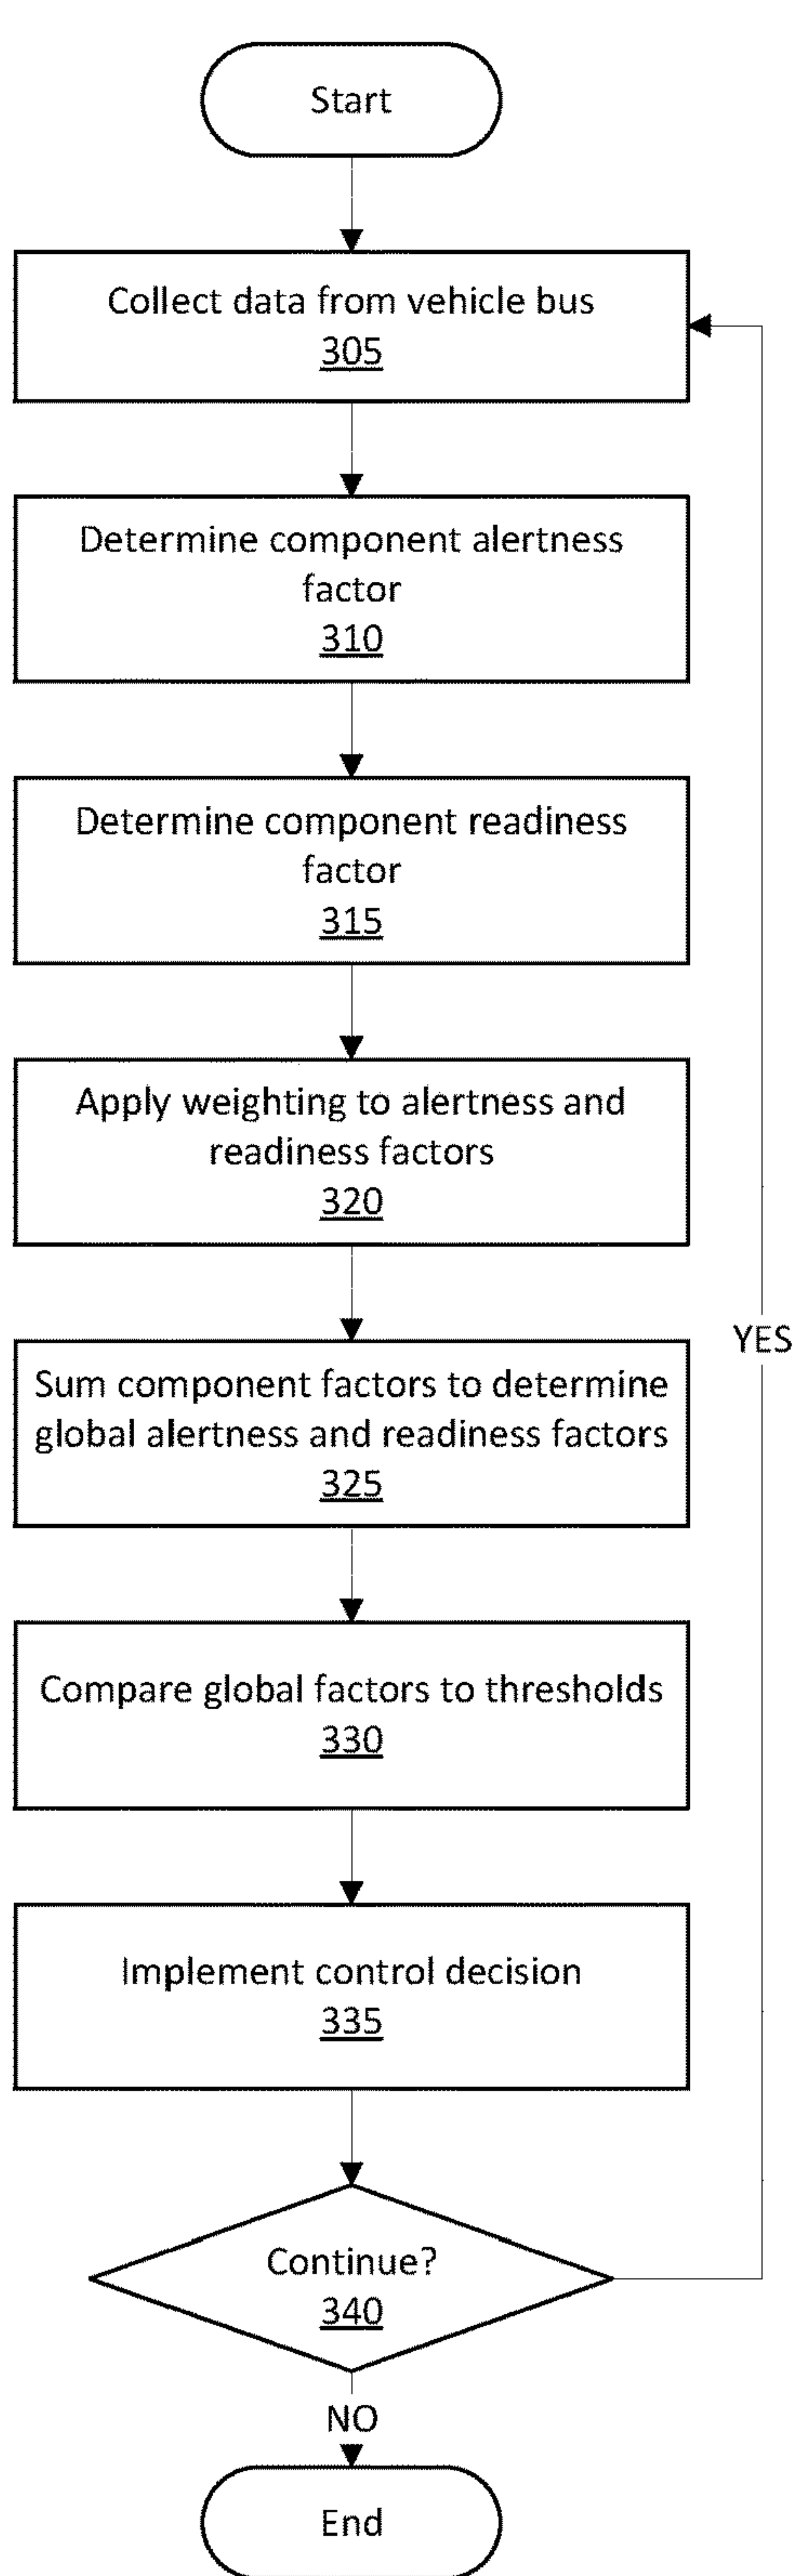 Start
Collect data from vehicle bus
305
Determine component alertness
factor
310
Determine component readiness
factor
315
Apply weighting to alertness and
readiness factors
320
YES
Sum component factors to determine
global alertness and readiness factors
325
Compare global factors to thresholds
330
Implement control decision
335
Continue?
340
NO
End